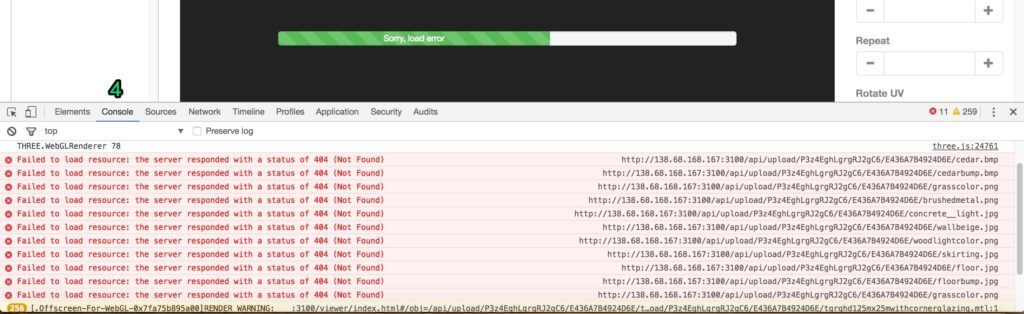 Sorry, load error
Repeat
Rotate UV
4
Elements Console Sources Network Timeline Profiles Application Security Audits 11 259
top Preserve log
THREE.WebGLRenderer 78 three.js:24761
Failed to load resource: the server responded with a status of 404 (Not Found) http://138.68.168.167:3100/api/upload/P3z4EghLgrgRJ2gC6/E436A7B4924D6E/cedar.bmp
Failed to load resource: the server responded with a status of 404 (Not Found) http://138.68.168.167:3100/api/upload/P3z4EghLgrgRJ2gC6/E436A7B4924D6E/cedarbump.bmp
Failed to load resource: the server responded with a status of 404 (Not Found) http://138.68.168.167:3100/api/upload/P3z4EghLgrgRJ2gC6/E436A7B4924D6E/grasscolor.png
Failed to load resource: the server responded with a status of 404 (Not Found) http://138.68.168.167:3100/api/upload/P3z4EghLgrgRJ2gC6/E436A7B4924D6E/brushedmetal.png
Failed to load resource: the server responded with a status of 404 (Not Found) http://138.68.168.167:3100/api/upload/P3z4EghLgrgRJ2gC6/E436A7B4924D6E/concrete__light.jpg
Failed to load resource: the server responded with a status of 404 (Not Found) http://138.68.168.167:3100/api/upload/P3z4EghLgrgRJ2gC6/E436A7B4924D6E/wallbeige.jpg
Failed to load resource: the server responded with a status of 404 (Not Found) http://138.68.168.167:3100/api/upload/P3z4EghLgrgRJ2gC6/E436A7B4924D6E/woodlightcolor.png
Failed to load resource: the server responded with a status of 404 (Not Found) http://138.68.168.167:3100/api/upload/P3z4EghLgrgRJ2gC6/E436A7B4924D6E/skirting.jpg
Failed to load resource: the server responded with a status of 404 (Not Found) http://138.68.168.167:3100/api/upload/P3z4EghLgrgRJ2gC6/E436A7B4924D6E/floor.jpg
Failed to load resource: the server responded with a status of 404 (Not Found) http://138.68.168.167:3100/api/upload/P3z4EghLgrgRJ2gC6/E436A7B4924D6E/floorbump.jpg
Failed to load resource: the server responded with a status of 404 (Not Found) http://138.68.168.167:3100/api/upload/P3z4EghLgrgRJ2gC6/E436A7B4924D6E/grasscolor.png
256 [.Offscreen-For-WebGL-0x7fa75b895a00]RENDER WARNING: :3100/viewer/index.html#/obj=/api/upload/P3z4EghLgrgRJ2gC6/E436A7B4924D6E/t…oad/P3z4EghLgrgRJ2gC6/E436A7B4924D6E/tgrqhd125mx25mwithcornerglazing.mtl:1